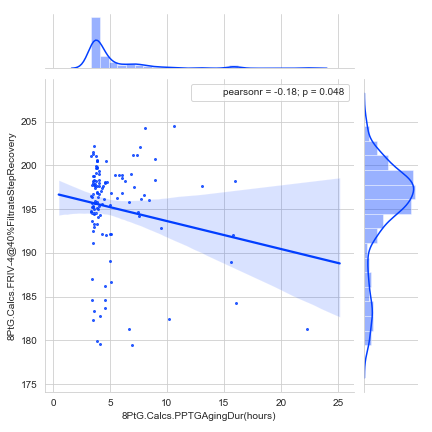 pearsonr = -0.18; p = 0.048
8PtG.Calcs.FRIV-4@40%FiltrateStepRecovery
205
200
195
190
185
180
175
0 5 10 15 20 25
8PtG.Calcs.PPTGAgingDur(hours)